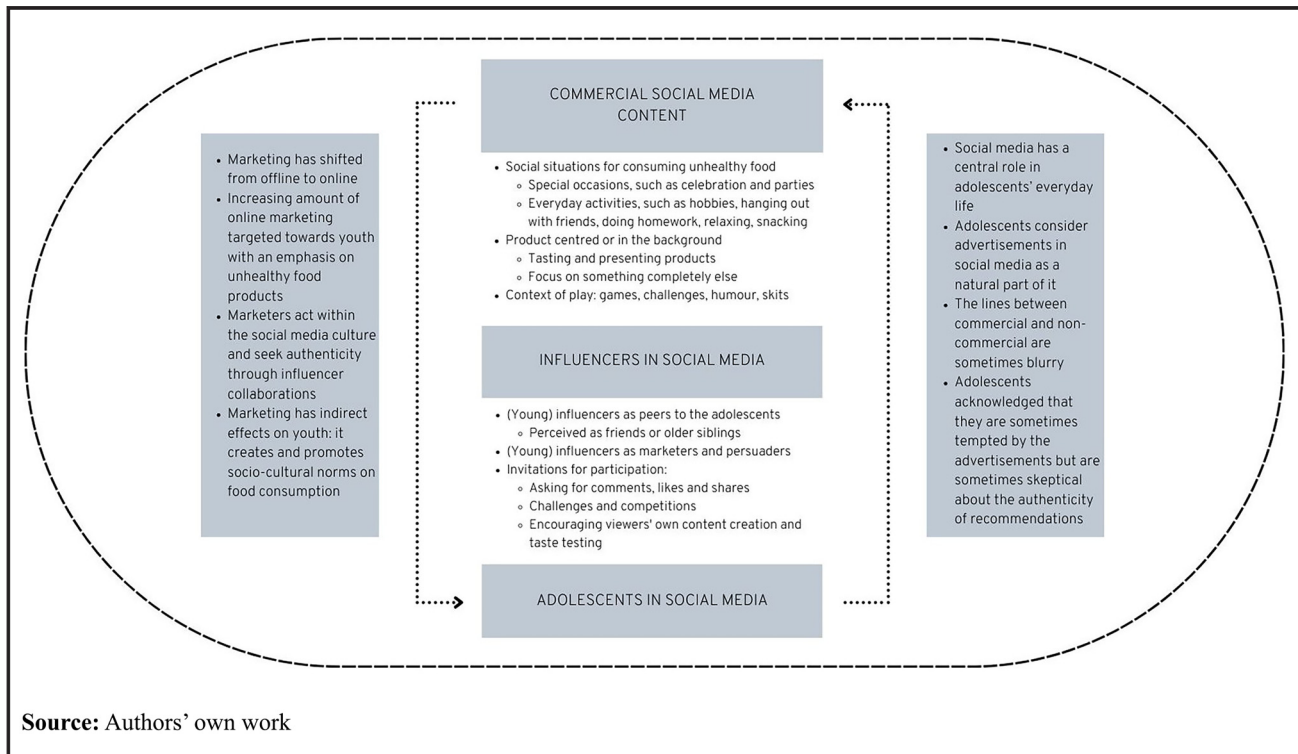 COMMERCIAL SOCIAL MEDIA
CONTENT
• Marketing has shifted
from offline to online
• Increasing amount of
online marketing
targeted towards youth
with an emphasis on
unhealthy food
products
• Marketers act within
the social media culture
and seek authenticity
through influencer
collaborations
• Marketing has indirect
effects on youth: it
creates and promotes
socio-cultural norms on
food consumption
• Social situations for consuming unhealthy food
◦ Special occasions, such as celebration and parties
◦ Everyday activities, such as hobbies, hanging out
with friends, doing homework, relaxing, snacking
• Product centred or in the background
◦ Tasting and presenting products
◦ Focus on something completely else
• Context of play: games, challenges, humour, skits
INFLUENCERS IN SOCIAL MEDIA
• (Young) influencers as peers to the adolescents
◦ Perceived as friends or older siblings
• (Young) influencers as marketers and persuaders
• Invitations for participation:
◦ Asking for comments, likes and shares
◦ Challenges and competitions
◦ Encouraging viewers' own content creation and
taste testing
ADOLESCENTS IN SOCIAL MEDIA
• Social media has a
central role in
adolescents' everyday
life
• Adolescents consider
advertisements in
social media as a
natural part of it
• The lines between
commercial and non-
commercial are
sometimes blurry
• Adolescents
acknowledged that
they are sometimes
tempted by the
advertisements but are
sometimes skeptical
about the authenticity
of recommendations
Source: Authors' own work